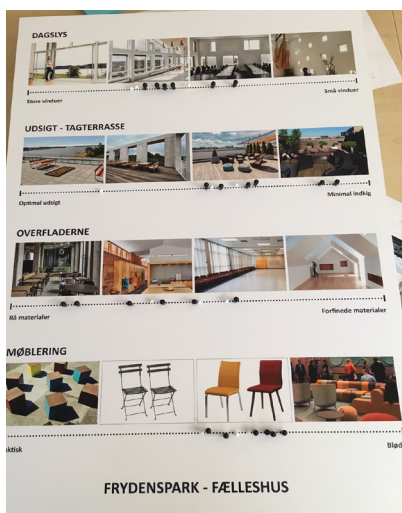 DAGSLYS
Store vinduer
Små vinduer
UDSIGT - TAGTERRASSE
Optimal udsigt
Minimal indkig
OVERFLADERNE
Rå materialer
Forfinede materialer
MØBLERING
ktisk
Blød
FRYDENSPARK - FÆLLESHUS